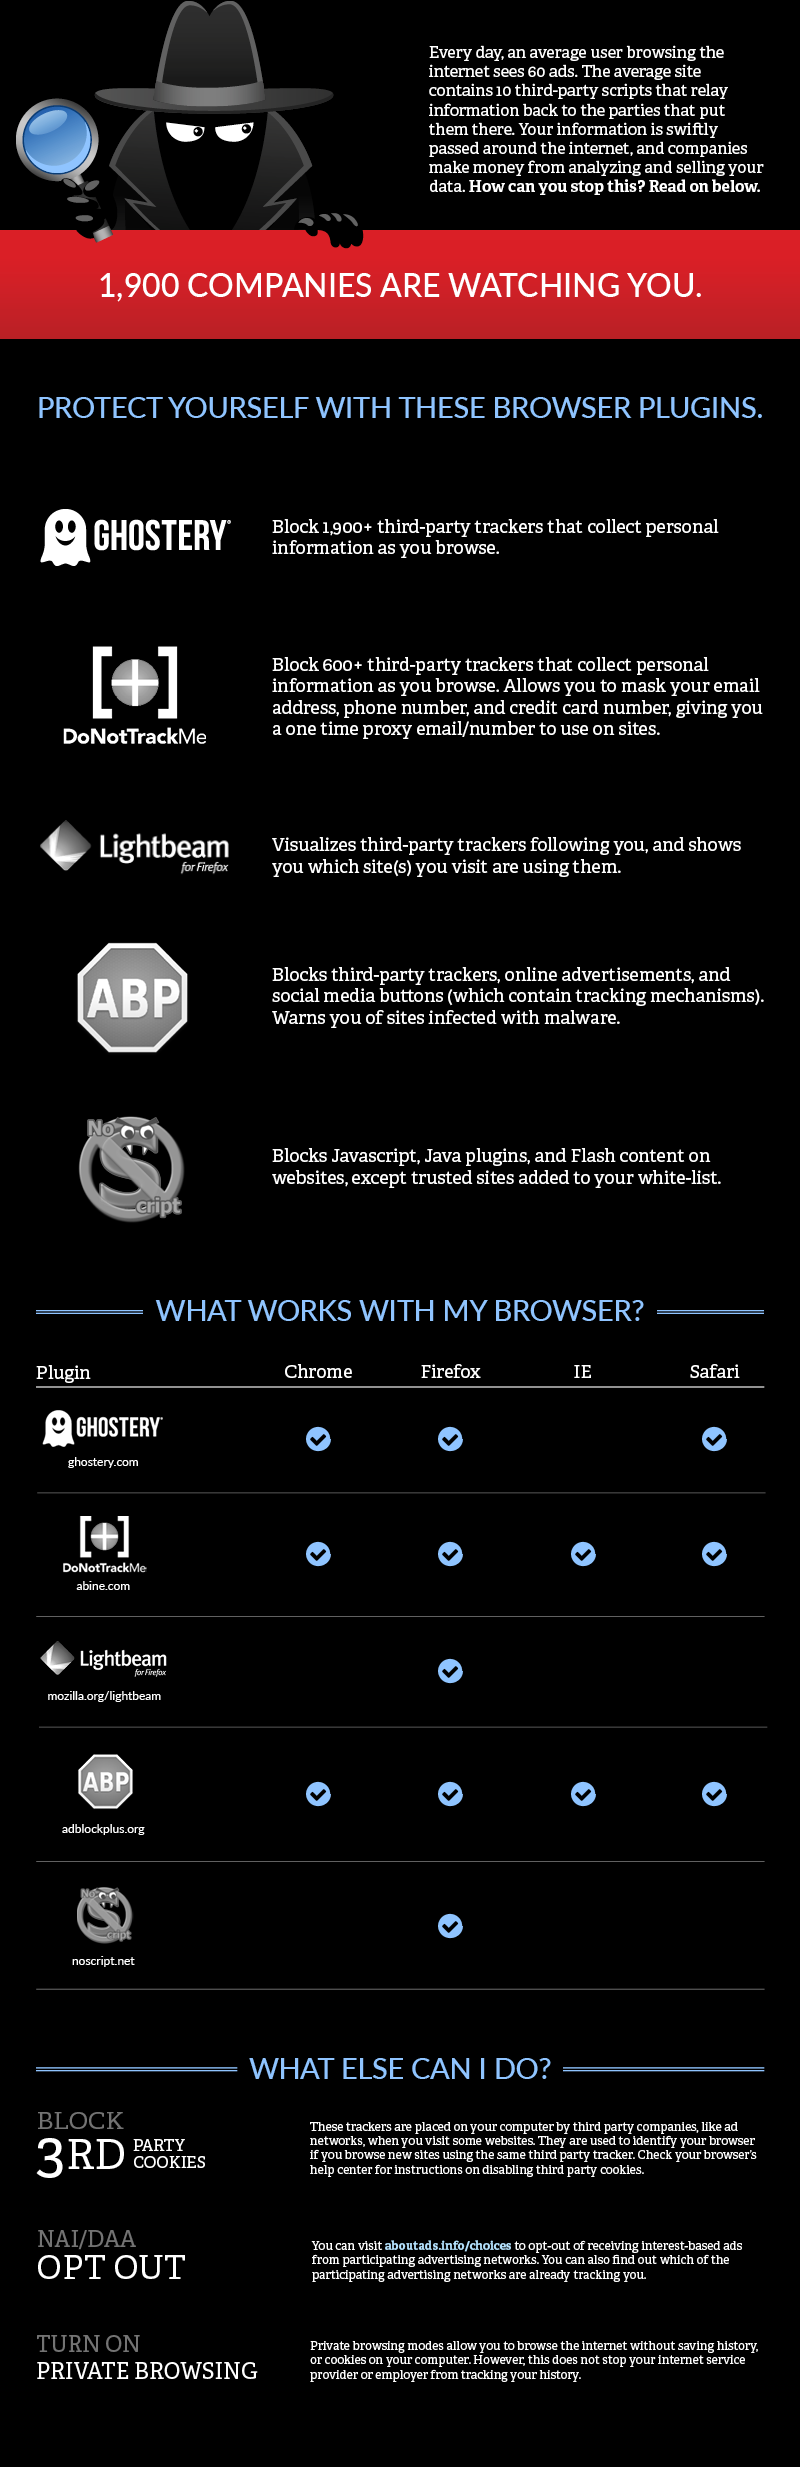 Every day, an average user browsing the
internet sees 60 ads. The average site
contains 10 third-party scripts that relay
information back to the parties that put
them there. Your information is swiftly
passed around the internet, and companies
make money from analyzing and selling your
data. How can you stop this? Read on below.
1,900 COMPANIES ARE WATCHING YOU.
PROTECT YOURSELF WITH THESE BROWSER PLUGINS.
GHOSTERY
Block 1,900+ third-party trackers that collect personal
information as you browse.
DoNotTrackMe
Block 600+ third-party trackers that collect personal
information as you browse. Allows you to mask your email
address, phone number, and credit card number, giving you
a one time proxy email/number to use on sites.
Lightbeam
for Firefox
Visualizes third-party trackers following you, and shows
you which site(s) you visit are using them.
ABP
Blocks third-party trackers, online advertisements, and
social media buttons (which contain tracking mechanisms).
Warns you of sites infected with malware.
No
Script
Blocks Javascript, Java plugins, and Flash content on
websites, except trusted sites added to your white-list.
WHAT WORKS WITH MY BROWSER?
Plugin Chrome Firefox IE Safari
GHOSTERY
ghostery.com
DoNotTrackMe
abine.com
Lightbeam
for Firefox
mozilla.org/lightbeam
ABP
adblockplus.org
No
Script
noscript.net
WHAT ELSE CAN I DO?
BLOCK
3RD PARTY
COOKIES
These trackers are placed on your computer by third party companies, like ad
networks, when you visit some websites. They are used to identify your browser
if you browse new sites using the same third party tracker. Check your browser's
help center for instructions on disabling third party cookies.
NAI/DAA
OPT OUT
You can visit aboutads.info/choices to opt-out of receiving interest-based ads
from participating advertising networks. You can also find out which of the
participating advertising networks are already tracking you.
TURN ON
PRIVATE BROWSING
Private browsing modes allow you to browse the internet without saving history,
or cookies on your computer. However, this does not stop your internet service
provider or employer from tracking your history.